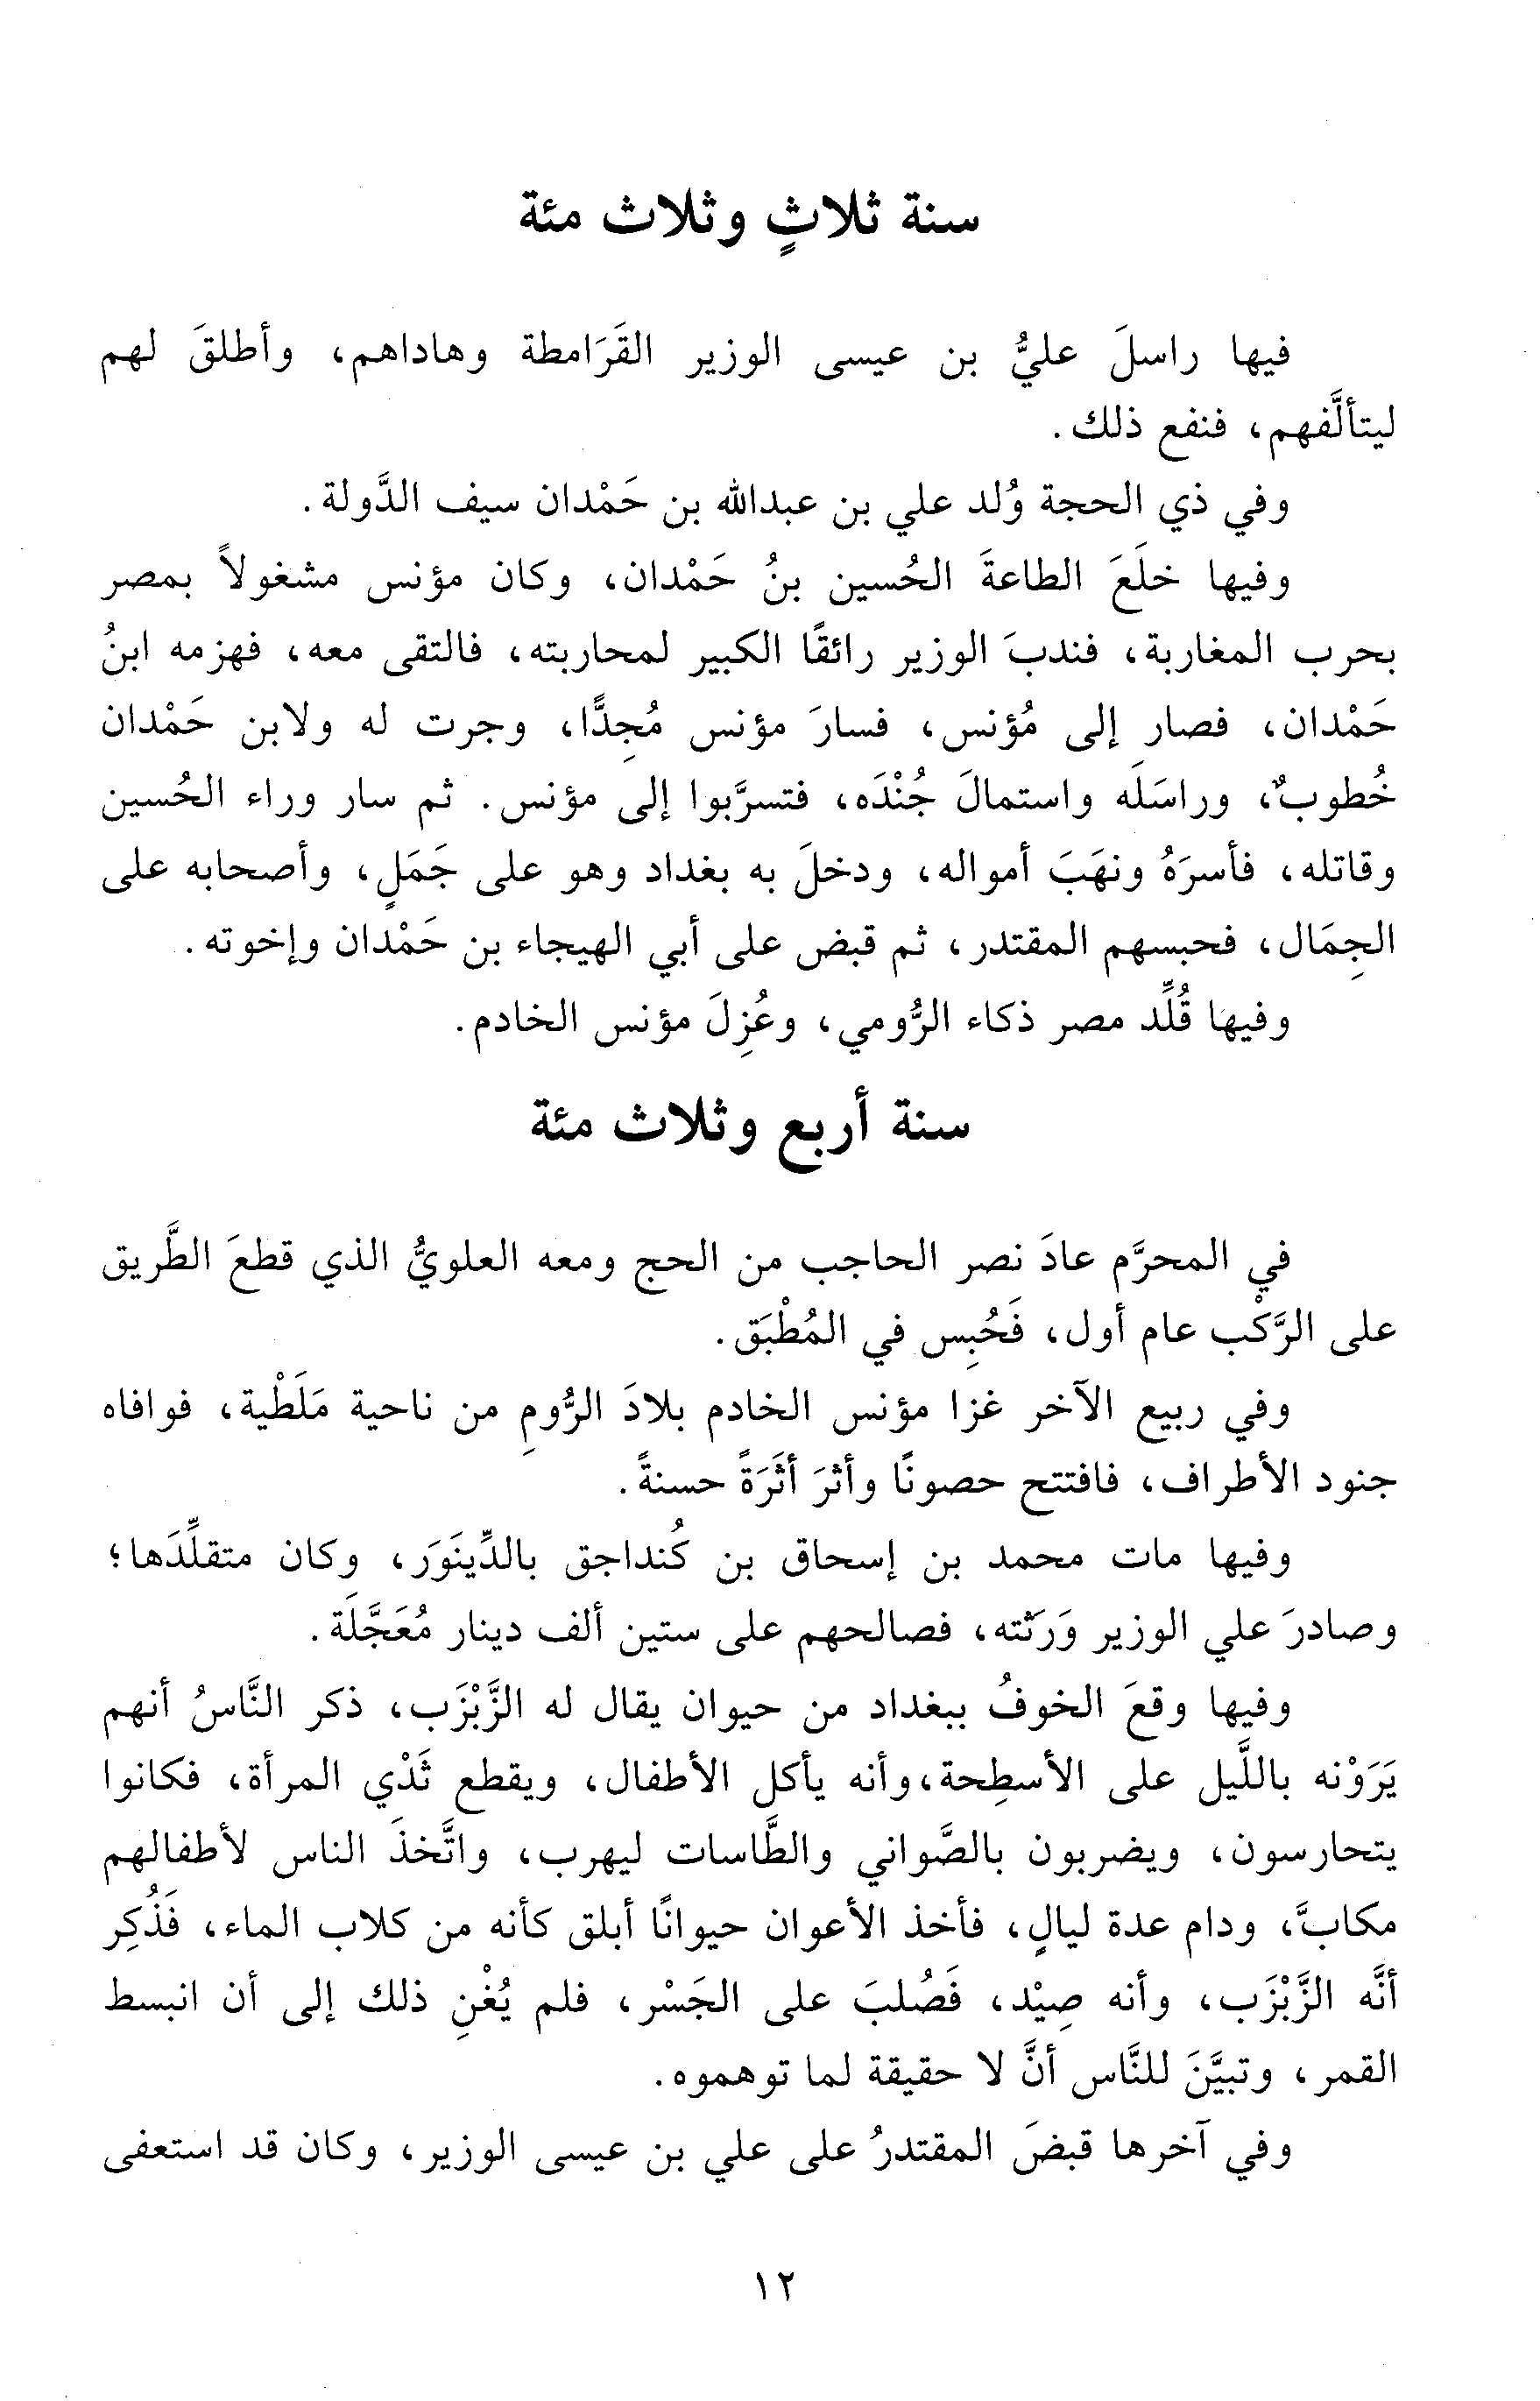 سنة ثلاثٍ وثلاث مئة
فيها راسلَ عليُّ بن عيسى الوزير القَرَامطة وهاداهم، وأطلقَ لهم
ليتألَّفهم، فنفع ذلك.
وفي ذي الحجة وُلد علي بن عبدالله بن حَمْدان سيف الدَّولة.
وفيها خلَعَ الطاعةَ الحُسين بنُ حَمْدان، وكان مؤنس مشغولاً بمصر
بحرب المغاربة، فندبَ الوزير رائقًا الكبير لمحاربته، فالتقى معه، فهزمه ابنُ
حَمْدان، فصار إلى مُؤنس، فسارَ مؤنس مُجِدًّا، وجرت له ولابن حَمْدان
خُطوبٌ، وراسَلَه واستمالَ جُنْدَه، فتسرَّبوا إلى مؤنس. ثم سار وراء الحُسين
وقاتله، فأسرَهُ ونهَبَ أمواله، ودخلَ به بغداد وهو على جَمَلٍ، وأصحابه على
الجِمَال، فحبسهم المقتدر، ثم قبض على أبي الهيجاء بن حَمْدان وإخوته.
وفيها قُلِّد مصر ذكاء الرُّومي، وعُزِلَ مؤنس الخادم.
سنة أربع وثلاث مئة
في المحرَّم عادَ نصر الحاجب من الحج ومعه العلويُّ الذي قطعَ الطَّريق
على الرَّكْب عام أول، فَحُبِس في المُطْبَق.
وفي ربيع الآخر غزا مؤنس الخادم بلادَ الرُّومِ من ناحية مَلَطْية، فوافاه
جنود الأطراف، فافتتح حصونًا وأثرَ أثَرَةً حسنةً.
وفيها مات محمد بن إسحاق بن كُنداجق بالدِّينَوَر، وكان متقلِّدَها؛
وصادرَ علي الوزير وَرَثته، فصالحهم على ستين ألف دينار مُعَجَّلَة.
وفيها وقعَ الخوفُ ببغداد من حيوان يقال له الزَّبْزَب، ذكر النَّاسُ أنهم
يَرَوْنه باللَّيل على الأسطِحة،وأنه يأكل الأطفال، ويقطع ثَدْي المرأة، فكانوا
يتحارسون، ويضربون بالصَّواني والطَّاسات ليهرب، واتَّخذَ الناس لأطفالهم
مكابَّ، ودام عدة ليالٍ، فأخذ الأعوان حيوانًا أبلق كأنه من كلاب الماء، فَذُكِر
أنَّه الزَّبْزَب، وأنه صِيْد، فَصُلبَ على الجَسْر، فلم يُغْنِ ذلك إلى أن انبسط
القمر، وتبيَّنَ للنَّاس أنَّ لا حقيقة لما توهموه.
وفي آخرها قبضَ المقتدرُ على علي بن عيسى الوزير، وكان قد استعفى
١٢